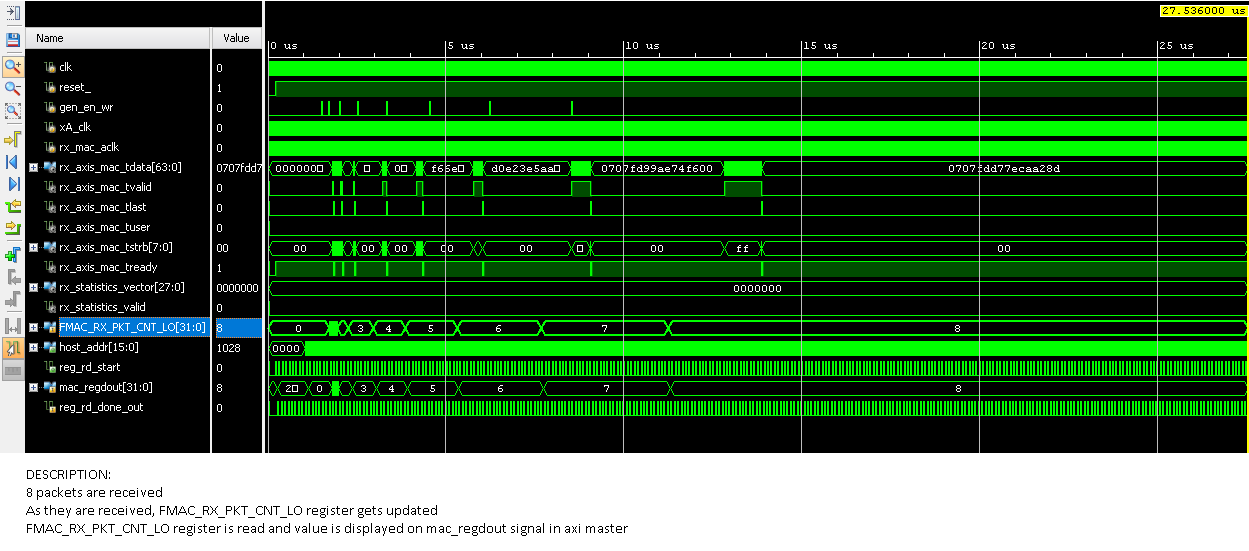 27.536000 us
Name Value
0 us 5 us 10 us 15 us 20 us 25 us
clk 0
reset_ 1
gen_en_wr 0
xA_clk 0
rx_mac_aclk 0
rx_axis_mac_tdata[63:0] 0707fdd7 0000000 0 f66e d0e23e5aa 0707fd99ae74f600 0707fdd77ecaa28d
rx_axis_mac_tvalid 0
rx_axis_mac_tlast 0
rx_axis_mac_tuser 0
rx_axis_mac_tstrb[7:0] 00 00 00 00 00 00 00 ff 00
rx_axis_mac_tready 1
rx_statistics_vector[27:0] 0000000 0000000
rx_statistics_valid 0
FMAC_RX_PKT_CNT_LO[31:0] 8 0 3 4 5 6 7 8
host_addr[15:0] 1028 0000
reg_rd_start 0
mac_regdout[31:0] 8 2 0 3 4 5 6 7 8
reg_rd_done_out 0
DESCRIPTION:
8 packets are received
As they are received, FMAC_RX_PKT_CNT_LO register gets updated
FMAC_RX_PKT_CNT_LO register is read and value is displayed on mac_regdout signal in axi master